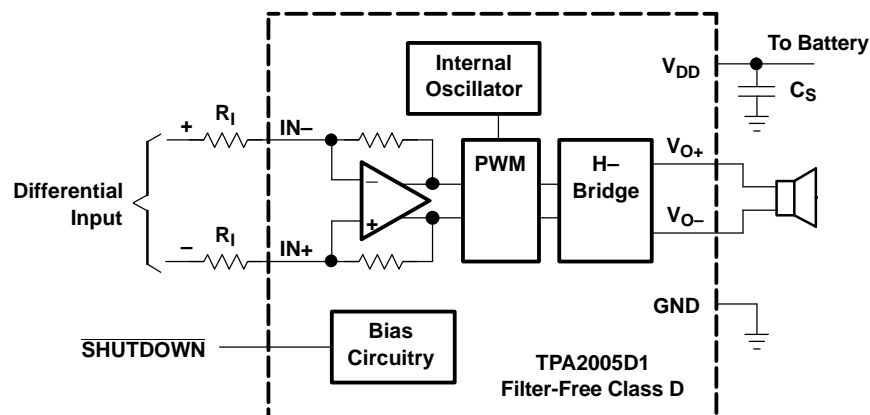 To Battery
Internal
Oscillator
VDD
CS
RI
+
IN−
VO+
PWM
H−
Bridge
−
Differential
Input
+
VO−
−
RI
IN+
GND
SHUTDOWN
Bias
Circuitry
TPA2005D1
Filter-Free Class D